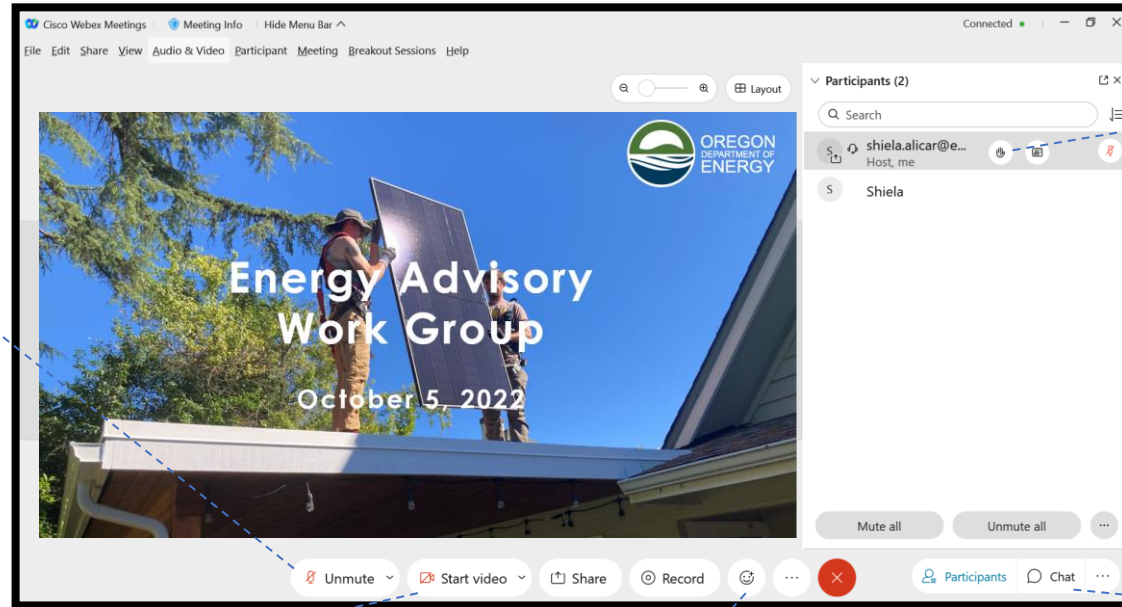 Cisco Webex Meetings Meeting Info Hide Menu Bar Connected
File Edit Share View Audio & Video Participant Meeting Breakout Sessions Help
Layout
OREGON
DEPARTMENT OF
ENERGY
Energy Advisory
Work Group
October 5, 2022
Participants (2)
Search
S shiela.alicar@e...
Host, me
S Shiela
Mute all Unmute all ...
Unmute Start video Share Record ... Participants Chat ...